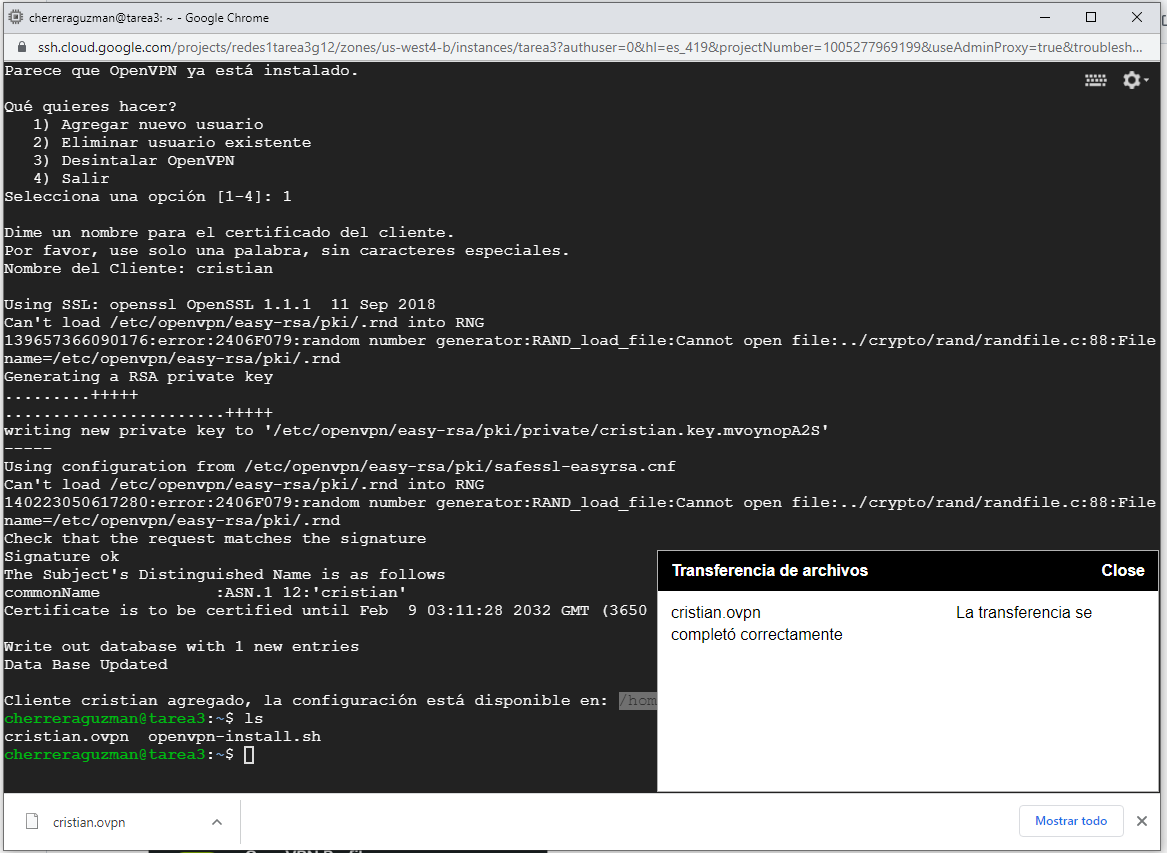 cherreraguzman@tarea3: ~ - Google Chrome
ssh.cloud.google.com/projects/redes1tarea3g12/zones/us-west4-b/instances/tarea3?authuser=0&hl=es_419&projectNumber=1005277969199&useAdminProxy=true&troublesh...
Parece que OpenVPN ya está instalado.
Qué quieres hacer?
1) Agregar nuevo usuario
2) Eliminar usuario existente
3) Desintalar OpenVPN
4) Salir
Selecciona una opción [1-4]: 1
Dime un nombre para el certificado del cliente.
Por favor, use solo una palabra, sin caracteres especiales.
Nombre del Cliente: cristian
Using SSL: openssl OpenSSL 1.1.1  11 Sep 2018
Can't load /etc/openvpn/easy-rsa/pki/.rnd into RNG
139657366090176:error:2406F079:random number generator:RAND_load_file:Cannot open file:../crypto/rand/randfile.c:88:File
name=/etc/openvpn/easy-rsa/pki/.rnd
Generating a RSA private key
.........+++++
.......................+++++
writing new private key to '/etc/openvpn/easy-rsa/pki/private/cristian.key.mvoynopA2S'
-----
Using configuration from /etc/openvpn/easy-rsa/pki/safessl-easyrsa.cnf
Can't load /etc/openvpn/easy-rsa/pki/.rnd into RNG
140223050617280:error:2406F079:random number generator:RAND_load_file:Cannot open file:../crypto/rand/randfile.c:88:File
name=/etc/openvpn/easy-rsa/pki/.rnd
Check that the request matches the signature
Signature ok
The Subject's Distinguished Name is as follows
commonName            :ASN.1 12:'cristian'
Certificate is to be certified until Feb  9 03:11:28 2032 GMT (3650
Write out database with 1 new entries
Data Base Updated
Cliente cristian agregado, la configuración está disponible en: /hom
cherreraguzman@tarea3:~$ ls
cristian.ovpn  openvpn-install.sh
cherreraguzman@tarea3:~$
Transferencia de archivos Close
cristian.ovpn La transferencia se
completó correctamente
cristian.ovpn
Mostrar todo